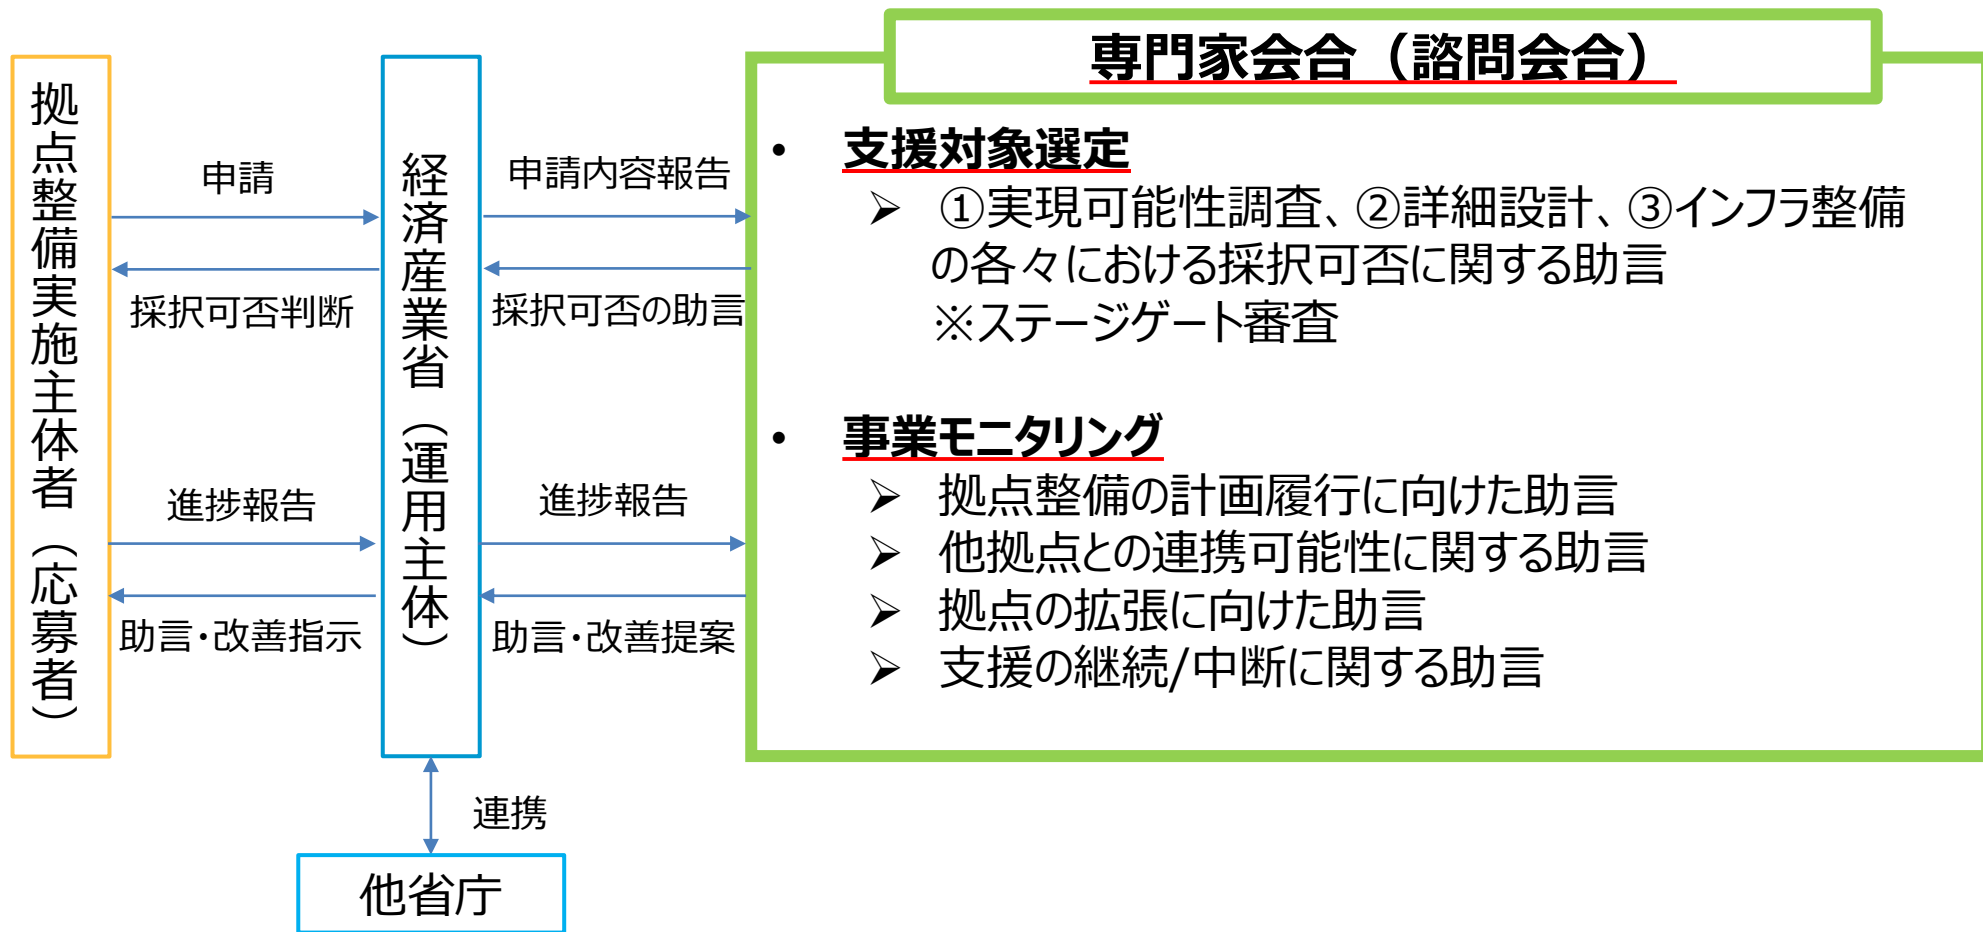 拠点整備実施主体者（応募者）
申請
採択可否判断
進捗報告
助言・改善指示
経済産業省（運用主体）
申請内容報告
採択可否の助言
進捗報告
助言・改善提案
連携
他省庁
専門家会合（諮問会合）
• 支援対象選定
➢ ①実現可能性調査、②詳細設計、③インフラ整備
の各々における採択可否に関する助言
※ステージゲート審査
• 事業モニタリング
➢ 拠点整備の計画履行に向けた助言
➢ 他拠点との連携可能性に関する助言
➢ 拠点の拡張に向けた助言
➢ 支援の継続/中断に関する助言